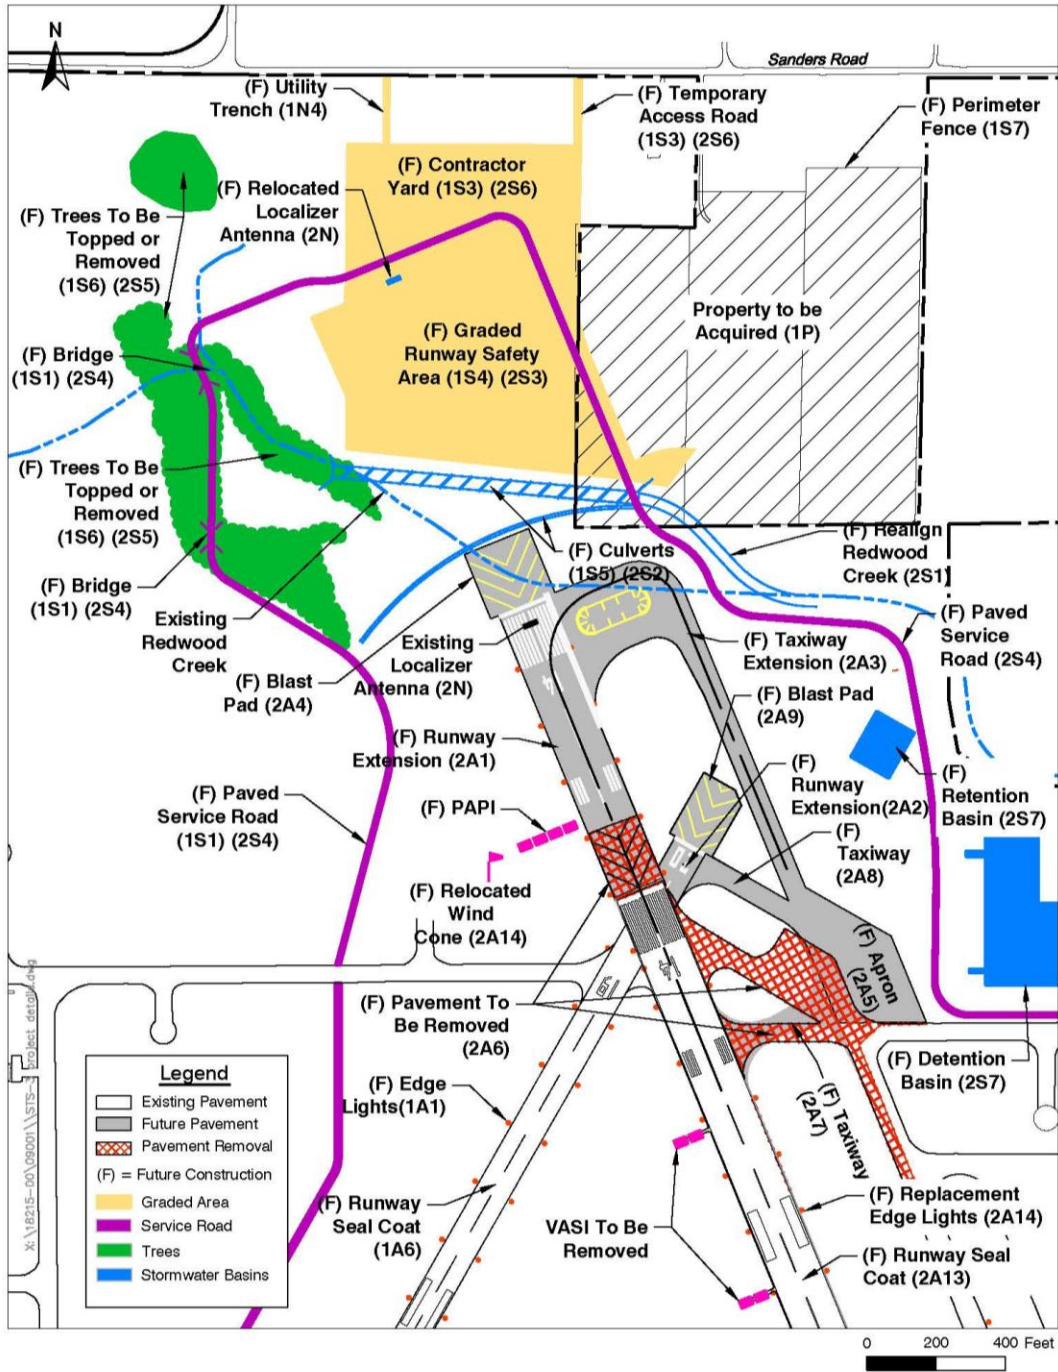 N
Sanders Road
(F) Utility
Trench (1N4)
(F) Temporary
Access Road
(1S3) (2S6)
(F) Perimeter
Fence (1S7)
(F) Contractor
Yard (1S3) (2S6)
(F) Relocated
Localizer
Antenna (2N)
(F) Trees To Be
Topped or
Removed
(1S6) (2S5)
Property to be
Acquired (1P)
(F) Graded
Runway Safety
Area (1S4) (2S3)
(F) Bridge
(1S1) (2S4)
(F) Trees To Be
Topped or
Removed
(1S6) (2S5)
(F) Bridge
(1S1) (2S4)
Existing
Redwood
Creek
(F) Culverts
(1S5) (2S2)
(F) Realign
Redwood
Creek (2S1)
(F) Blast
Pad (2A4)
Existing
Localizer
Antenna (2N)
(F) Taxiway
Extension (2A3)
(F) Paved
Service
Road (2S4)
(F) Blast Pad
(2A9)
(F) Runway
Extension (2A1)
(F)
Runway
Extension(2A2)
(F)
Retention
Basin (2S7)
(F) Paved
Service Road
(1S1) (2S4)
(F) PAPI
(F)
Taxiway
(2A8)
(F) Relocated
Wind
Cone (2A14)
(F) Apron
(2A5)
(F) Pavement To
Be Removed
(2A6)
(F) Detention
Basin (2S7)
(F) Edge
Lights(1A1)
(F) Taxiway
(2A7)
(F) Runway
Seal Coat
(1A6)
VASI To Be
Removed
(F) Replacement
Edge Lights (2A14)
(F) Runway Seal
Coat (2A13)
Legend
Existing Pavement
Future Pavement
Pavement Removal
(F) = Future Construction
Graded Area
Service Road
Trees
Stormwater Basins
0 200 400 Feet